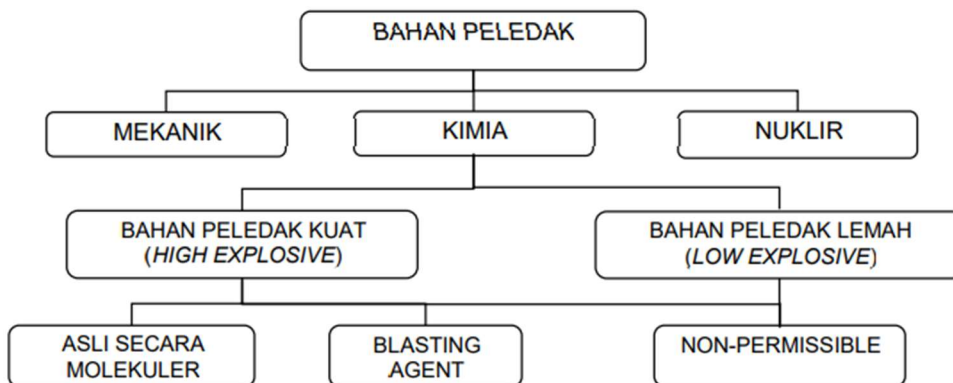 BAHAN PELEDAK
MEKANIK
KIMIA
NUKLIR
BAHAN PELEDAK KUAT
(HIGH EXPLOSIVE)
BAHAN PELEDAK LEMAH
(LOW EXPLOSIVE)
ASLI SECARA
MOLEKULER
BLASTING
AGENT
NON-PERMISSIBLE